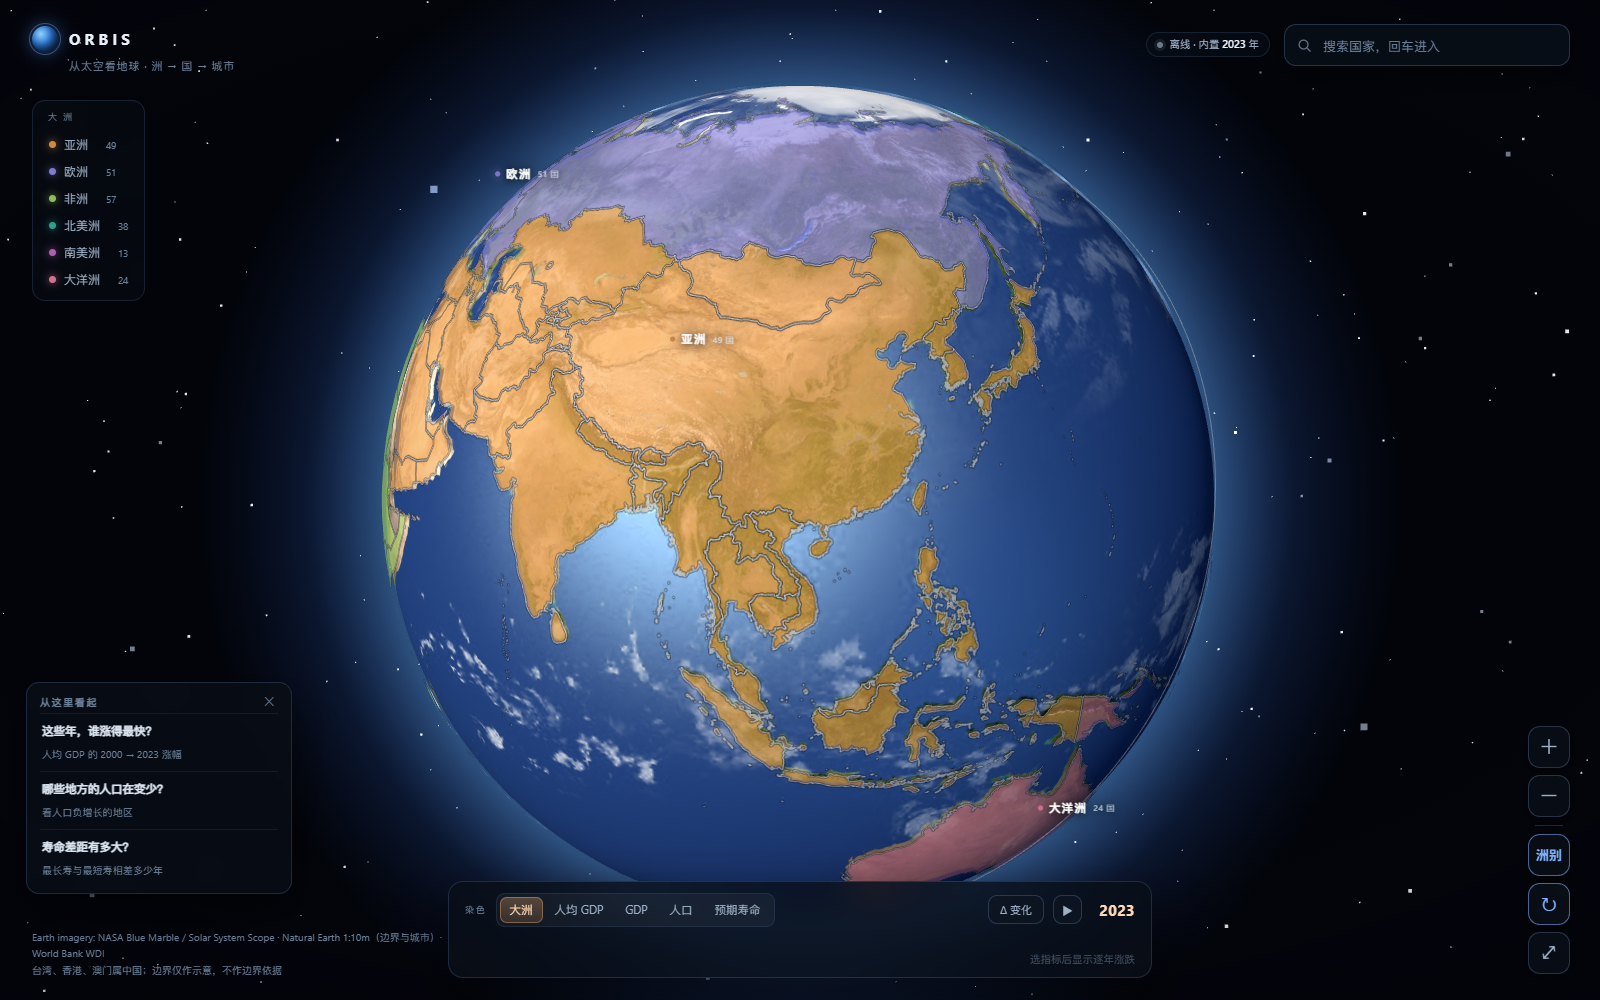 ORBIS
从太空看地球 · 洲 → 国 → 城市
离线 · 内置 2023 年
搜索国家，回车进入
大 洲
亚洲 49
欧洲 51
非洲 57
北美洲 38
南美洲 13
大洋洲 24
欧洲 51 国
亚洲 49 国
大洋洲 24 国
从这里看起
这些年，谁涨得最快？
人均 GDP 的 2000 → 2023 涨幅
哪些地方的人口在变少？
看人口负增长的地区
寿命差距有多大？
最长寿与最短寿相差多少年
洲别
染色 大洲 人均 GDP GDP 人口 预期寿命 Δ 变化 2023
选指标后显示逐年涨跌
Earth imagery: NASA Blue Marble / Solar System Scope · Natural Earth 1:10m（边界与城市） ·
World Bank WDI
台湾、香港、澳门属中国；边界仅作示意，不作边界依据